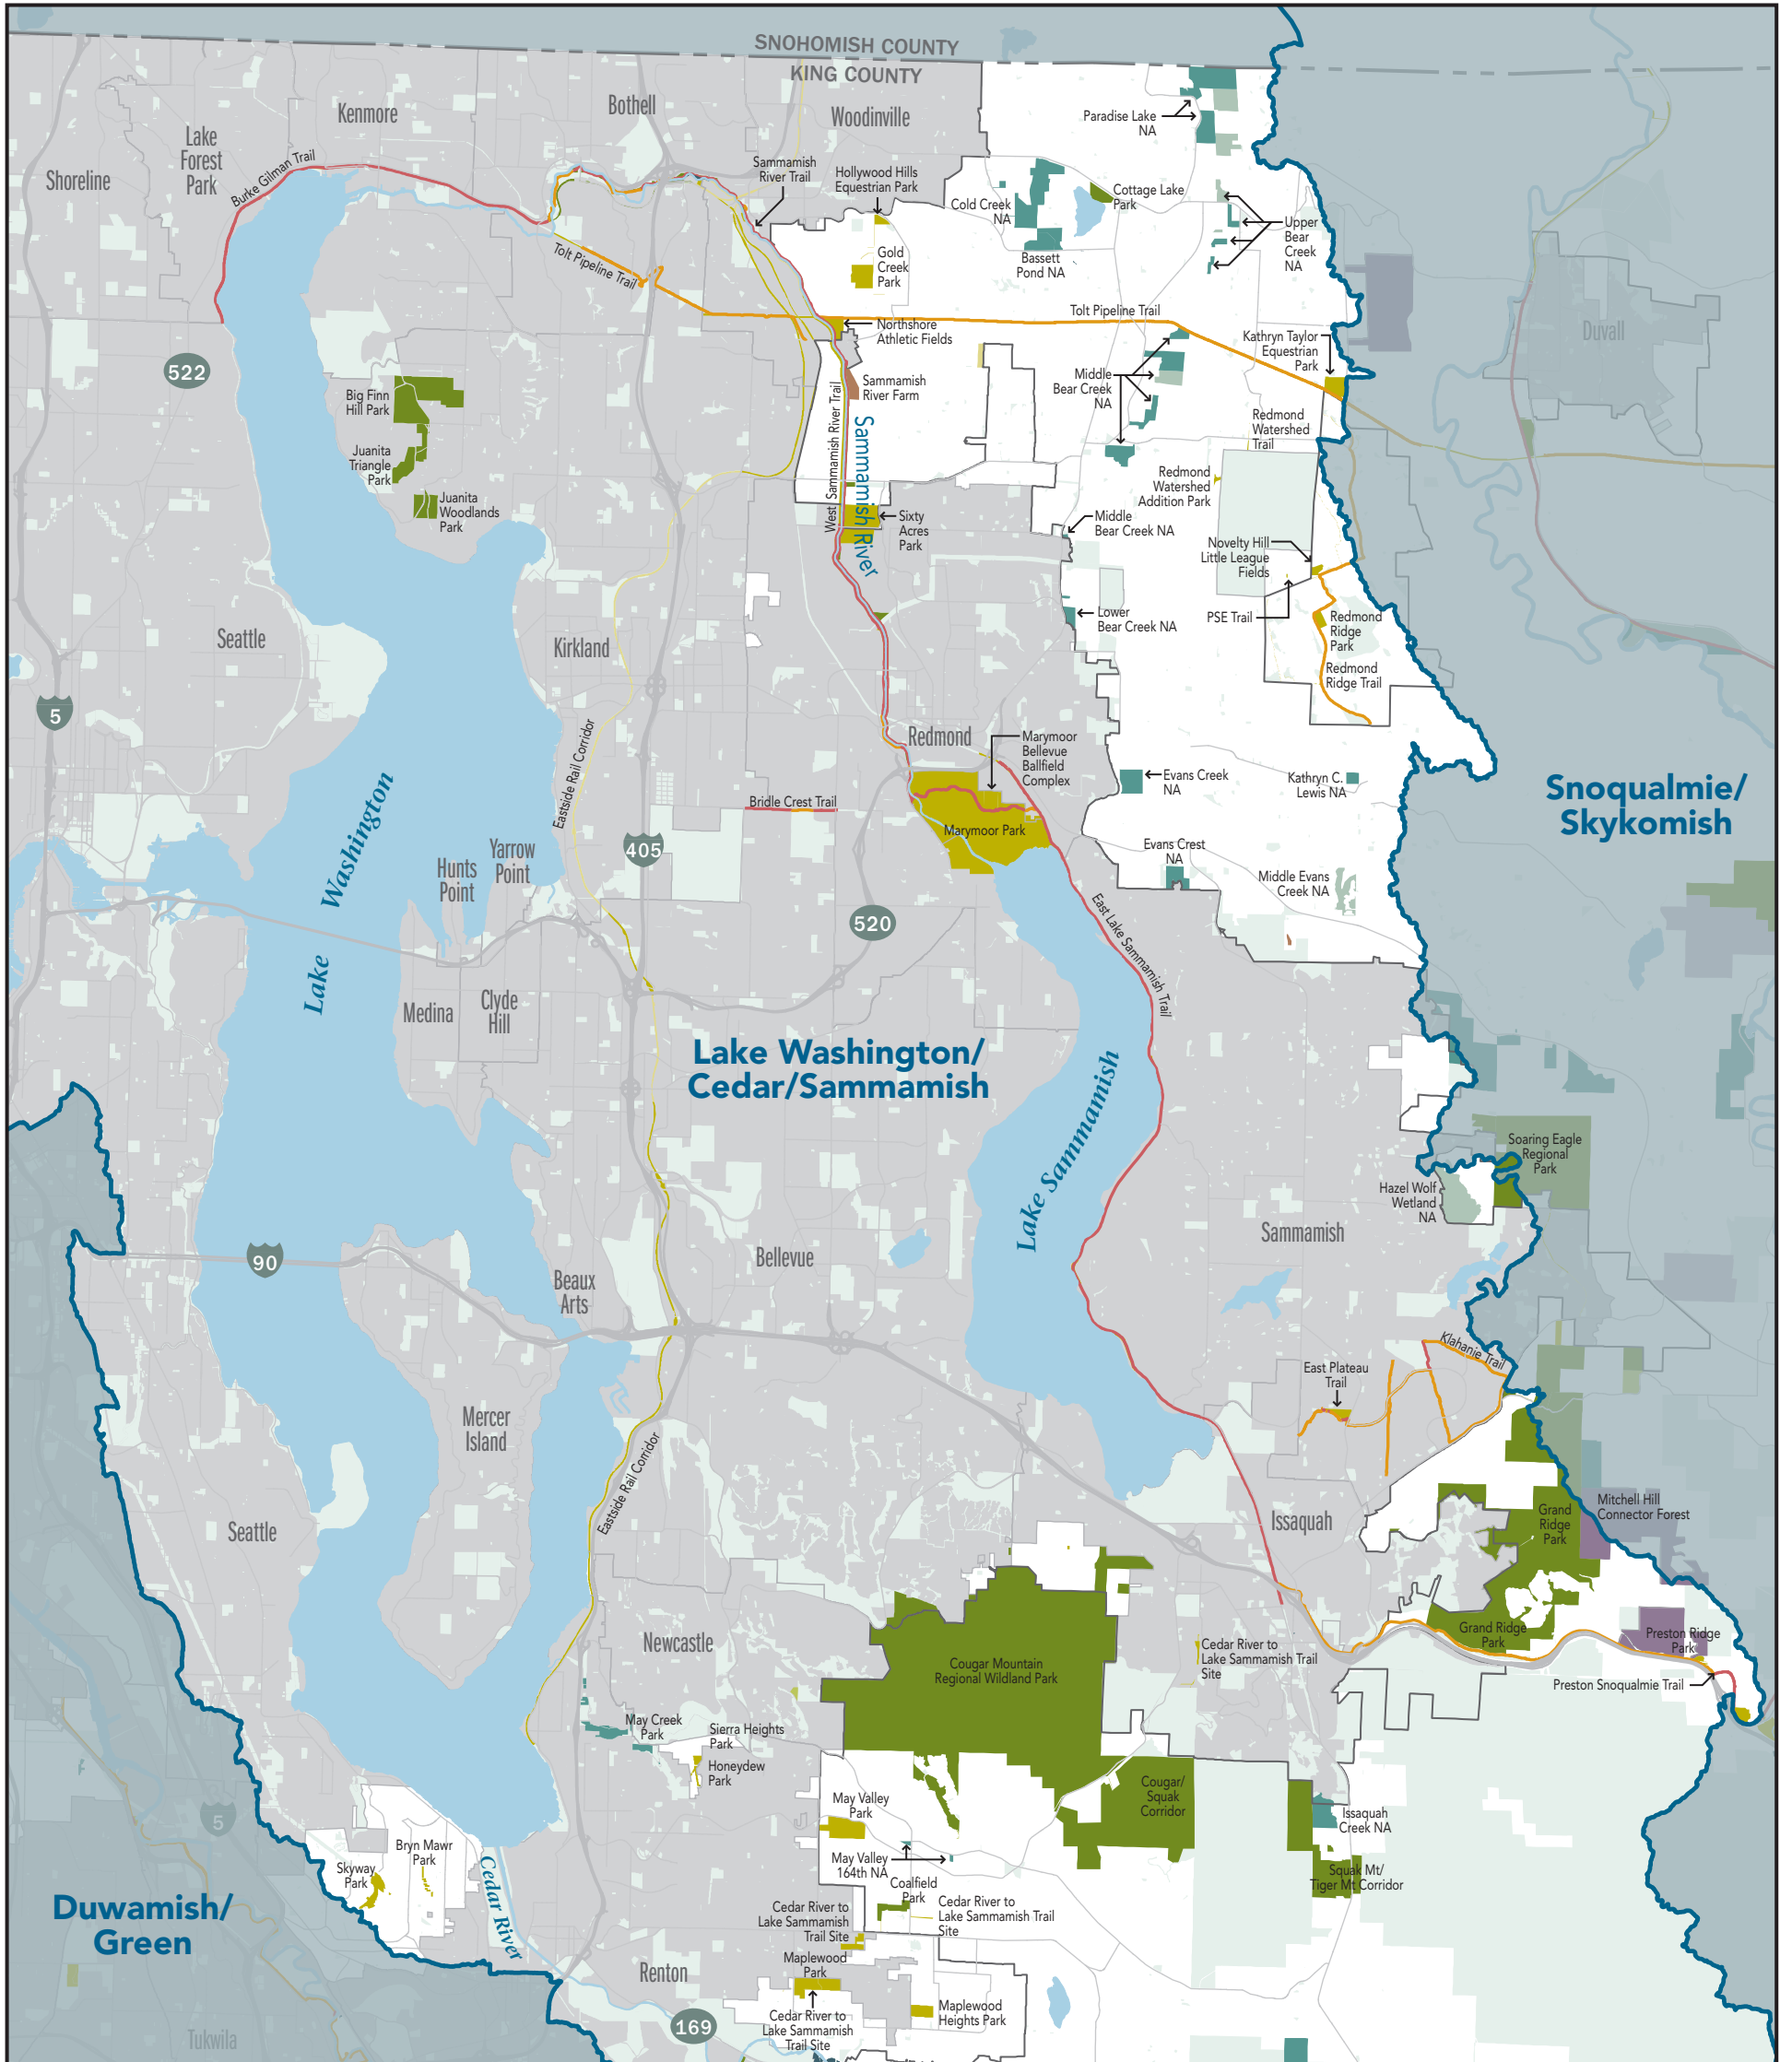 SNOHOMISH COUNTY
KING COUNTY
Bothell
Woodinville
Kenmore
Lake
Forest
Park
Shoreline
Burke Gilman Trail
Paradise Lake
NA
Sammamish
River Trail
Hollywood Hills
Equestrian Park
Cold Creek
NA
Cottage Lake
Park
Upper
Bear
Creek
NA
Bassett
Pond NA
Gold
Creek
Park
Tolt Pipeline Trail
Tolt Pipeline Trail
Northshore
Athletic Fields
Kathryn Taylor
Equestrian
Park
Duvall
522
Big Finn
Hill Park
Juanita
Triangle
Park
Juanita
Woodlands
Park
Sammamish
River Farm
West Sammamish River Trail
Sammamish River
Middle
Bear Creek
NA
Redmond
Watershed
Trail
Redmond
Watershed
Addition Park
Sixty
Acres
Park
Middle
Bear Creek NA
Novelty Hill
Little League
Fields
Lower
Bear Creek NA
PSE Trail
Redmond
Ridge
Park
Redmond
Ridge Trail
Seattle
Kirkland
5
Eastside Rail Corridor
Redmond
Marymoor
Bellevue
Ballfield
Complex
Evans Creek
NA
Kathryn C.
Lewis NA
Snoqualmie/
Skykomish
Bridle Crest Trail
Marymoor Park
Lake Washington
Hunts
Point
Yarrow
Point
405
Evans Crest
NA
Middle Evans
Creek NA
520
East Lake Sammamish Trail
Medina
Clyde
Hill
Lake Washington/
Cedar/Sammamish
Lake Sammamish
Soaring Eagle
Regional
Park
Hazel Wolf
Wetland
NA
Sammamish
90
Bellevue
Beaux
Arts
Klahanie Trail
East Plateau
Trail
Mercer
Island
Eastside Rail Corridor
Seattle
Issaquah
Grand
Ridge
Park
Mitchell Hill
Connector Forest
Grand Ridge
Park
Preston Ridge
Park
Preston Snoqualmie Trail
Newcastle
Cougar Mountain
Regional Wildland Park
Cedar River to
Lake Sammamish Trail
Site
May Creek
Park
Sierra Heights
Park
Honeydew
Park
May Valley
Park
Cougar/
Squak
Corridor
Issaquah
Creek NA
May Valley
164th NA
Squak Mt/
Tiger Mt Corridor
5
Skyway
Park
Bryn Mawr
Park
Cedar River
Coalfield
Park
Cedar River to
Lake Sammamish Trail
Site
Cedar River to
Lake Sammamish
Trail Site
Duwamish/
Green
Maplewood
Park
Renton
Cedar River to
Lake Sammamish
Trail Site
Maplewood
Heights Park
169
Tukwila